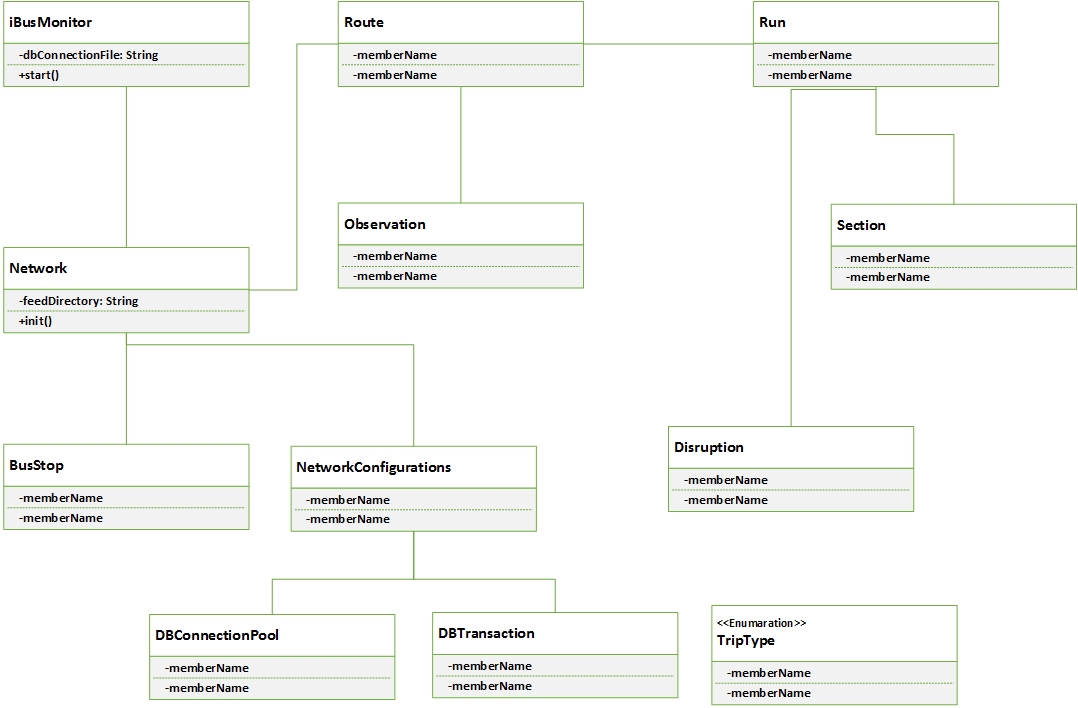 iBusMonitor
-dbConnectionFile: String
+start()
Route
-memberName
-memberName
Run
-memberName
-memberName
Observation
-memberName
-memberName
Section
-memberName
-memberName
Network
-feedDirectory: String
+init()
BusStop
-memberName
-memberName
NetworkConfigurations
-memberName
-memberName
Disruption
-memberName
-memberName
DBConnectionPool
-memberName
-memberName
DBTransaction
-memberName
-memberName
<<Enumaration>>
TripType
-memberName
-memberName